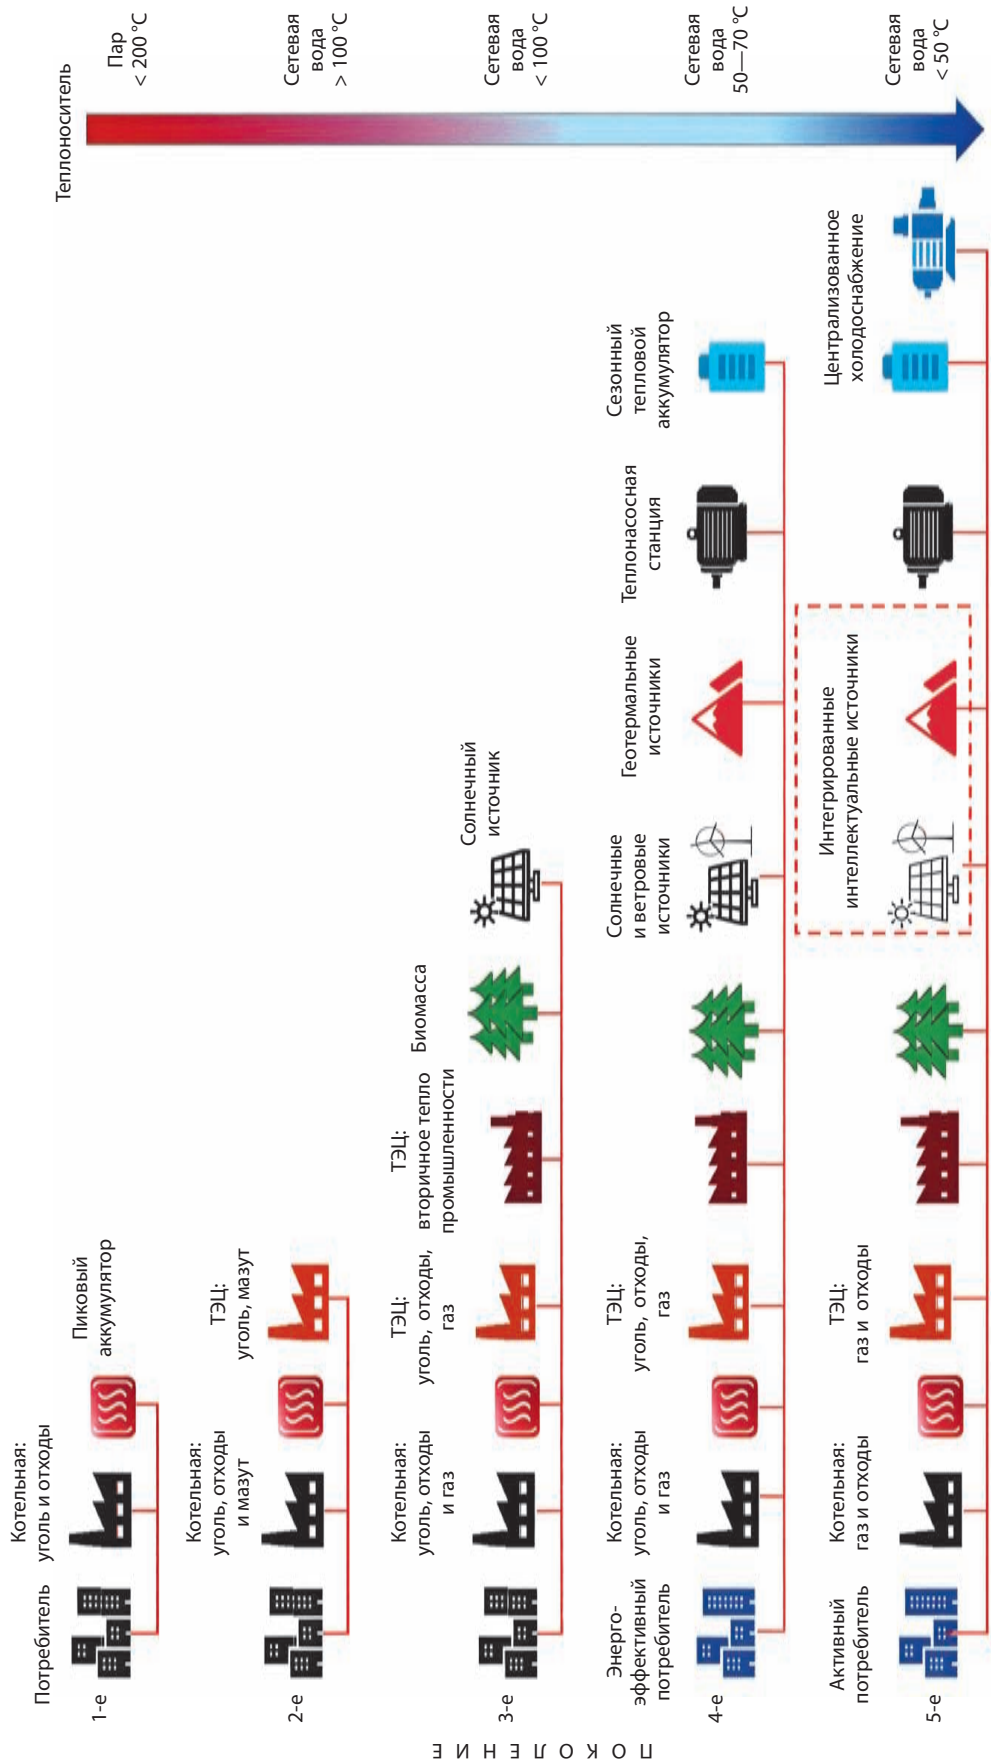 Теплоноситель
Потребитель
Котельная:
уголь и отходы
Пиковый
аккумулятор
Пар
< 200 °C
1-е
Котельная:
уголь, отходы
и мазут
ТЭЦ:
уголь, мазут
Сетевая
вода
> 100 °C
2-е
Котельная:
уголь, отходы
и газ
ТЭЦ:
уголь, отходы,
газ
ТЭЦ:
вторичное тепло
промышленности
Биомасса
Солнечный
источник
Сетевая
вода
< 100 °C
3-е
Энерго-
эффективный
потребитель
Котельная:
уголь, отходы
и газ
ТЭЦ:
уголь, отходы,
газ
Солнечные
и ветровые
источники
Геотермальные
источники
Теплонасосная
станция
Сезонный
тепловой
аккумулятор
Сетевая
вода
50—70 °C
4-е
Активный
потребитель
Котельная:
газ и отходы
ТЭЦ:
газ и отходы
Интегрированные
интеллектуальные источники
Централизованное
холодоснабжение
Сетевая
вода
< 50 °C
5-е
ПОКОЛЕНИЕ